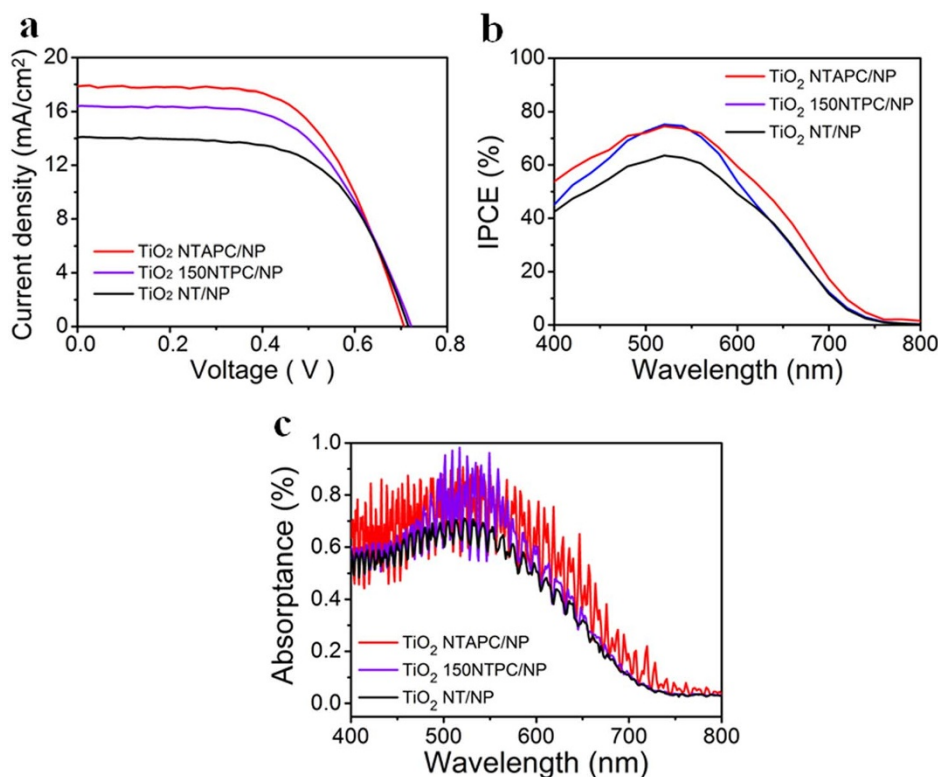 a
Current density (mA/cm²)
20
16
12
8
4
0
TiO₂ NTAPC/NP
TiO₂ 150NTPC/NP
TiO₂ NT/NP
0.0 0.2 0.4 0.6 0.8
Voltage ( V )
b
IPCE (%)
100
80
60
40
20
0
TiO₂ NTAPC/NP
TiO₂ 150NTPC/NP
TiO₂ NT/NP
400 500 600 700 800
Wavelength (nm)
c
Absorptance (%)
1.0
0.8
0.6
0.4
0.2
0.0
TiO₂ NTAPC/NP
TiO₂ 150NTPC/NP
TiO₂ NT/NP
400 500 600 700 800
Wavelength (nm)